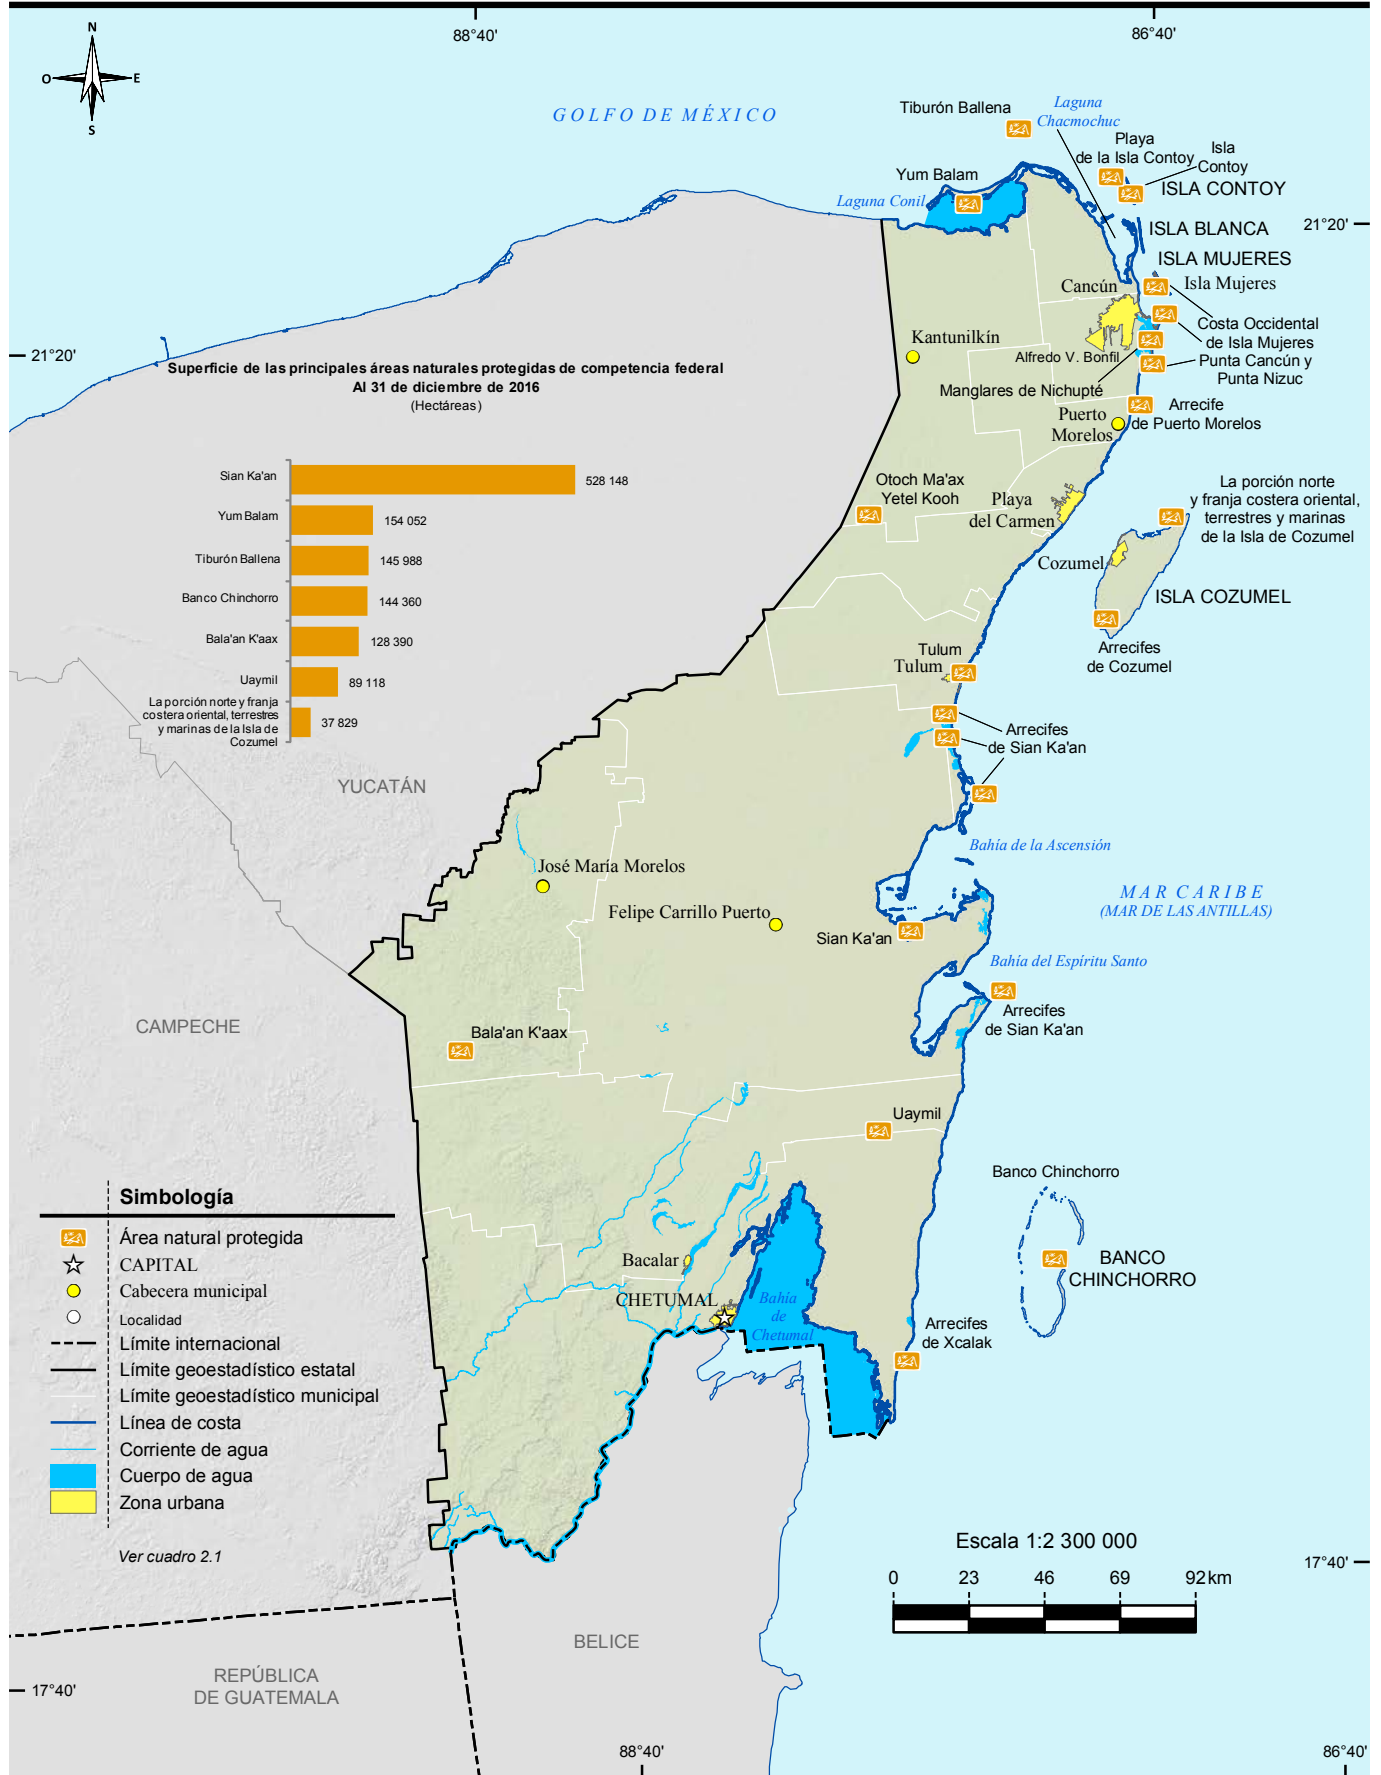 88°40'
86°40'
N
O
E
S
GOLFO DE MÉXICO
Tiburón Ballena
Laguna
Chacmochuc
Playa
de la Isla Contoy
Isla
Contoy
ISLA CONTOY
Yum Balam
Laguna Conil
ISLA BLANCA
21°20'
ISLA MUJERES
Isla Mujeres
Cancún
Costa Occidental
de Isla Mujeres
Kantunilkín
Alfredo V. Bonfil
Punta Cancún y
Punta Nizuc
Manglares de Nichupté
21°20'
Superficie de las principales áreas naturales protegidas de competencia federal
Al 31 de diciembre de 2016
(Hectáreas)
Puerto
Morelos
Arrecife
de Puerto Morelos
Sian Ka'an
528 148
Yum Balam
154 052
Tiburón Ballena
145 988
Banco Chinchorro
144 360
Bala'an K'aax
128 390
Uaymil
89 118
La porción norte y franja
costera oriental, terrestres
y marinas de la Isla de
Cozumel
37 829
Otoch Ma'ax
Yetel Kooh
Playa
del Carmen
La porción norte
y franja costera oriental,
terrestres y marinas
de la Isla de Cozumel
Cozumel
ISLA COZUMEL
Arrecifes
de Cozumel
Tulum
Tulum
Arrecifes
de Sian Ka'an
YUCATÁN
Bahía de la Ascensión
José María Morelos
MAR CARIBE
(MAR DE LAS ANTILLAS)
Felipe Carrillo Puerto
Sian Ka'an
Bahía del Espíritu Santo
Arrecifes
de Sian Ka'an
CAMPECHE
Bala'an K'aax
Uaymil
Banco Chinchorro
BANCO
CHINCHORRO
Bacalar
CHETUMAL
Bahía
de
Chetumal
Arrecifes
de Xcalak
Simbología
Área natural protegida
CAPITAL
Cabecera municipal
Localidad
Límite internacional
Límite geoestadístico estatal
Límite geoestadístico municipal
Línea de costa
Corriente de agua
Cuerpo de agua
Zona urbana
Ver cuadro 2.1
Escala 1:2 300 000
0 23 46 69 92 km
17°40'
BELICE
REPÚBLICA
DE GUATEMALA
17°40'
88°40'
86°40'